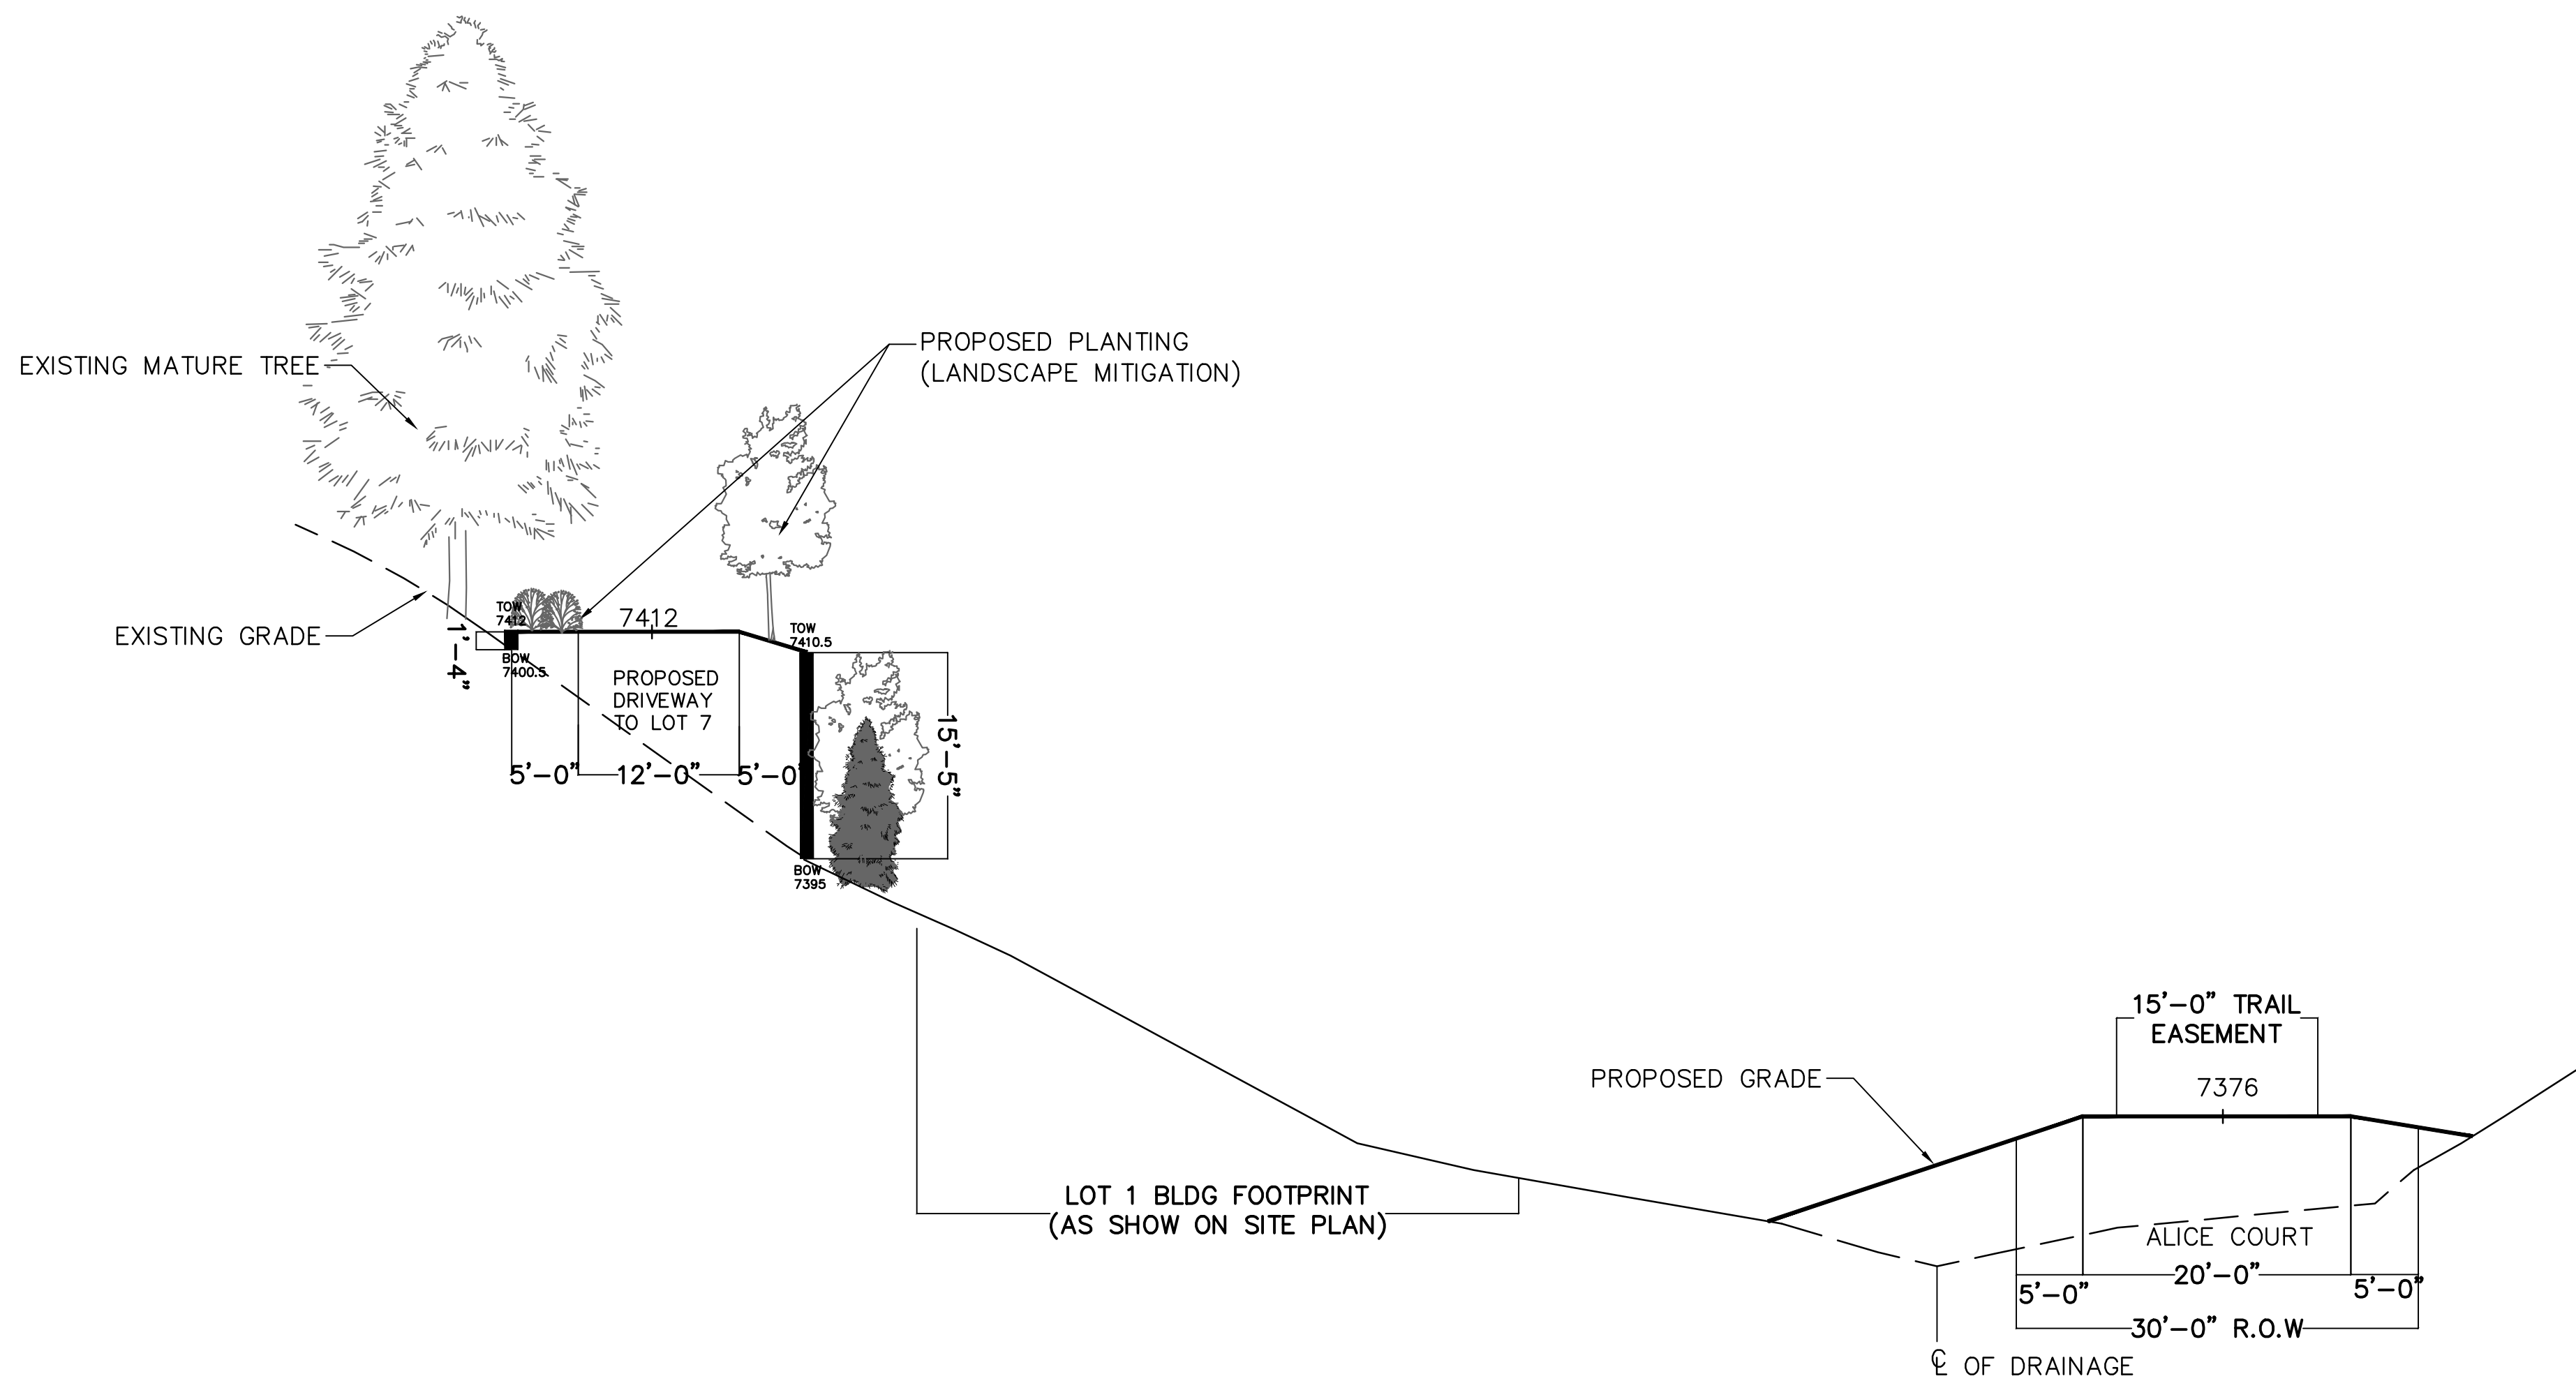 EXISTING MATURE TREE
PROPOSED PLANTING
(LANDSCAPE MITIGATION)
EXISTING GRADE
TOW
7412
7412
TOW
7410.5
1'-4"
BOW
7400.5
PROPOSED
DRIVEWAY
TO LOT 7
5'-0"
12'-0"
5'-0"
15'-5"
BOW
7395
LOT 1 BLDG FOOTPRINT
(AS SHOW ON SITE PLAN)
PROPOSED GRADE
15'-0" TRAIL
EASEMENT
7376
ALICE COURT
5'-0"
20'-0"
5'-0"
30'-0" R.O.W
℄ OF DRAINAGE